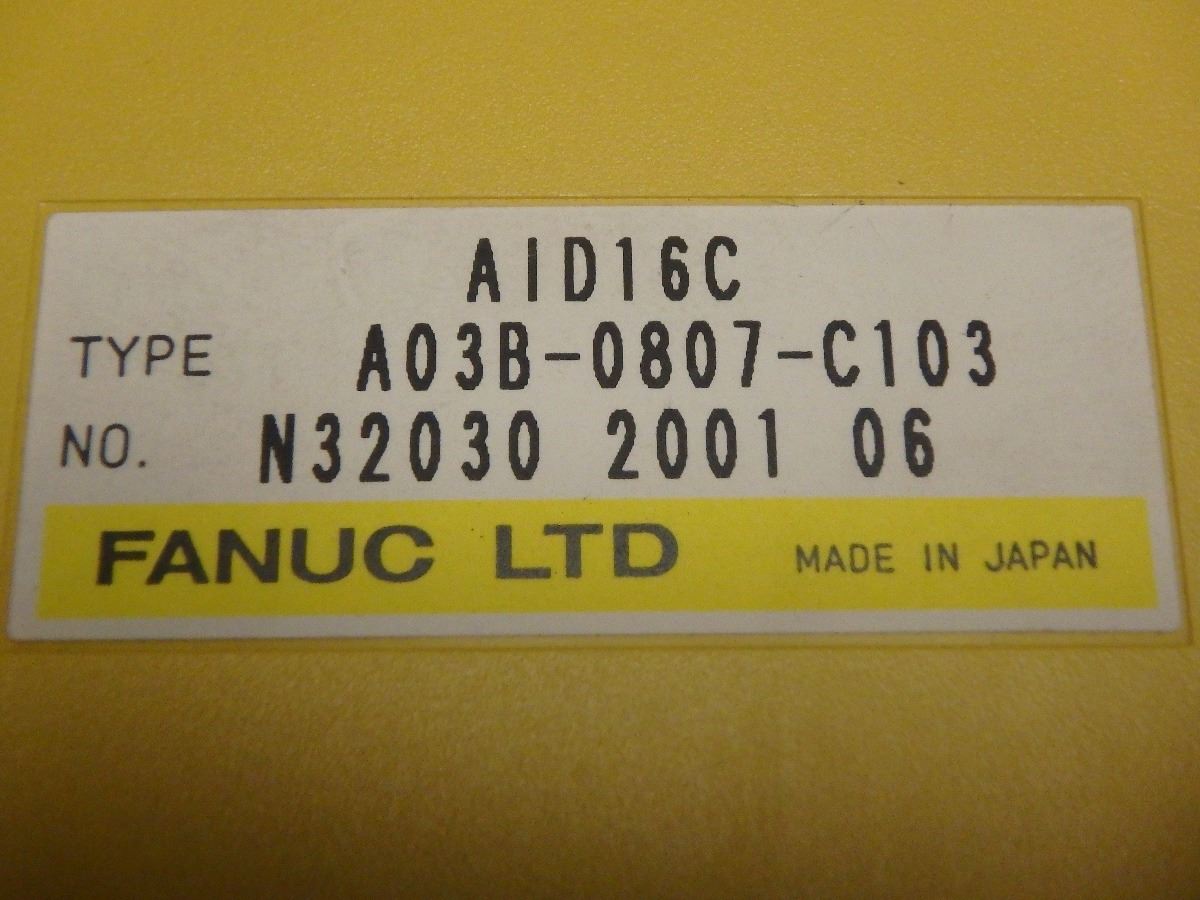 AID16C
TYPE A03B-0807-C103
NO. N32030 2001 06
FANUC LTD MADE IN JAPAN